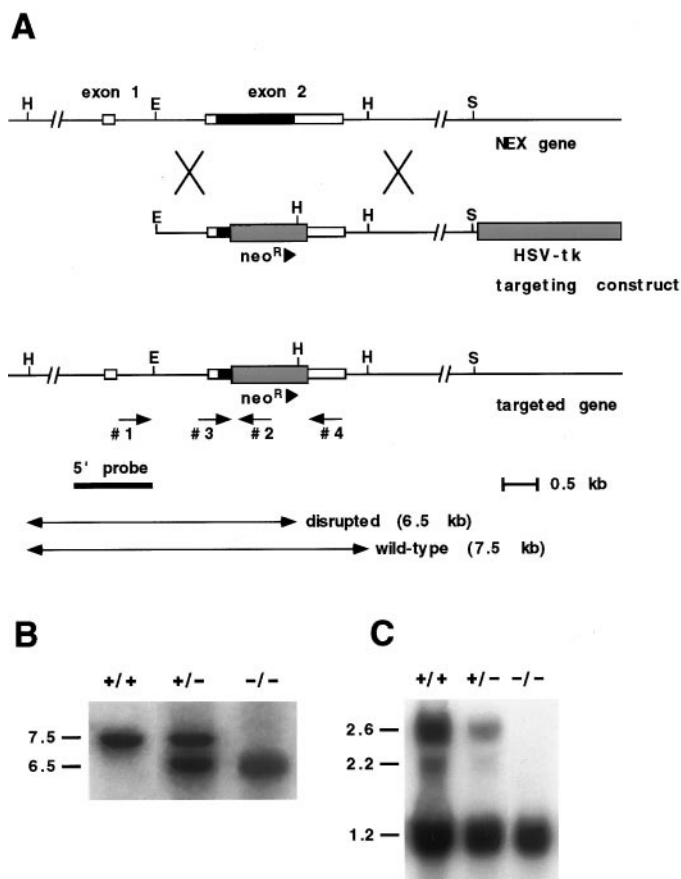 A
H exon 1 E exon 2 H S
NEX gene
E H H S
neoR HSV-tk
targeting construct
H E H H S
neoR
targeted gene
#1 #3 #2 #4
5' probe
0.5 kb
disrupted (6.5 kb)
wild-type (7.5 kb)
B
+/+ +/- -/-
7.5
6.5
C
+/+ +/- -/-
2.6
2.2
1.2